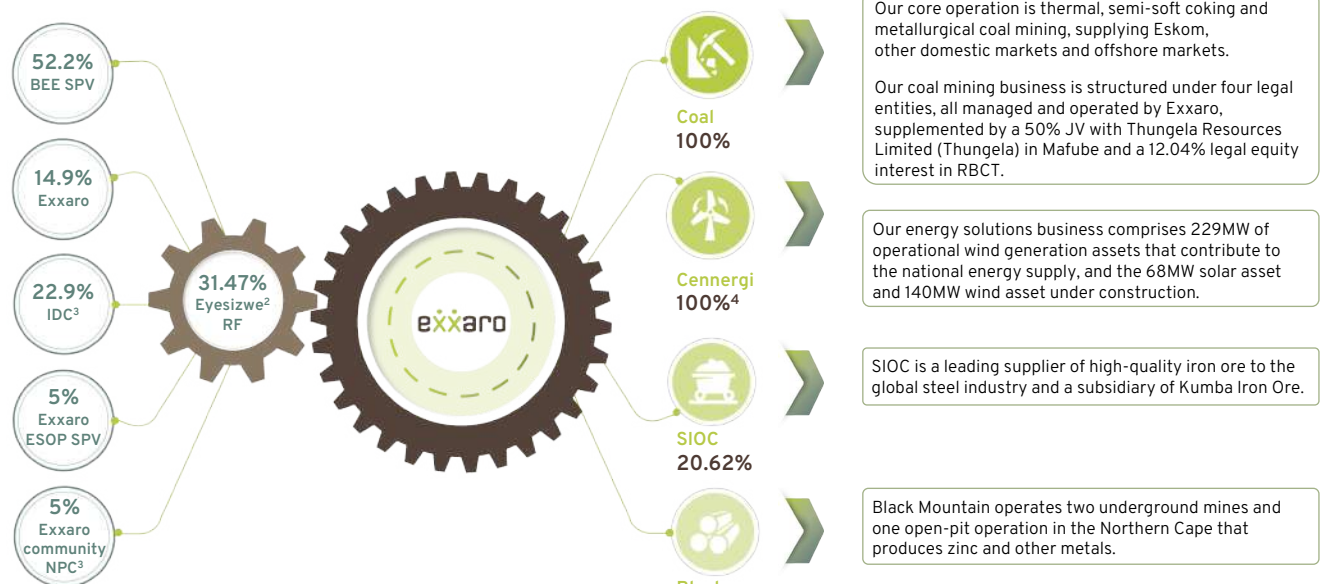 52.2%
BEE SPV
14.9%
Exxaro
22.9%
IDC³
5%
Exxaro
ESOP SPV
5%
Exxaro
community
NPC³
31.47%
Eyesizwe²
RF
exxaro
Coal
100%
Cennergi
100%⁴
SIOC
20.62%
Our core operation is thermal, semi-soft coking and
metallurgical coal mining, supplying Eskom,
other domestic markets and offshore markets.
Our coal mining business is structured under four legal
entities, all managed and operated by Exxaro,
supplemented by a 50% JV with Thungela Resources
Limited (Thungela) in Mafube and a 12.04% legal equity
interest in RBCT.
Our energy solutions business comprises 229MW of
operational wind generation assets that contribute to
the national energy supply, and the 68MW solar asset
and 140MW wind asset under construction.
SIOC is a leading supplier of high-quality iron ore to the
global steel industry and a subsidiary of Kumba Iron Ore.
Black Mountain operates two underground mines and
one open-pit operation in the Northern Cape that
produces zinc and other metals.